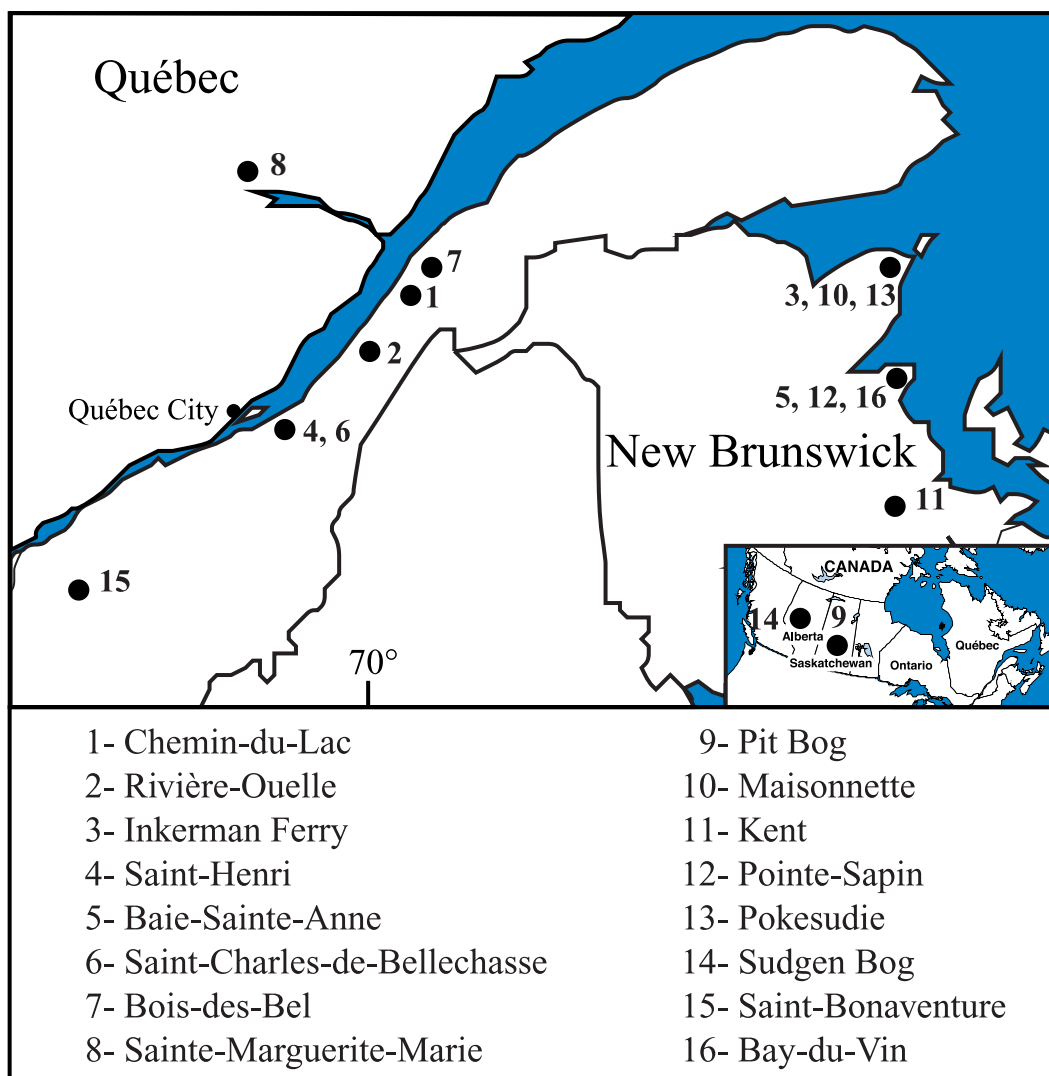 Québec
8
7
1
3, 10, 13
2
Québec City
5, 12, 16
4, 6
New Brunswick
11
15
70°
CANADA
14
9
Alberta
Saskatchewan
Ontario
Québec
1- Chemin-du-Lac
2- Rivière-Ouelle
3- Inkerman Ferry
4- Saint-Henri
5- Baie-Sainte-Anne
6- Saint-Charles-de-Bellechasse
7- Bois-des-Bel
8- Sainte-Marguerite-Marie
9- Pit Bog
10- Maisonnette
11- Kent
12- Pointe-Sapin
13- Pokesudie
14- Sudgen Bog
15- Saint-Bonaventure
16- Bay-du-Vin